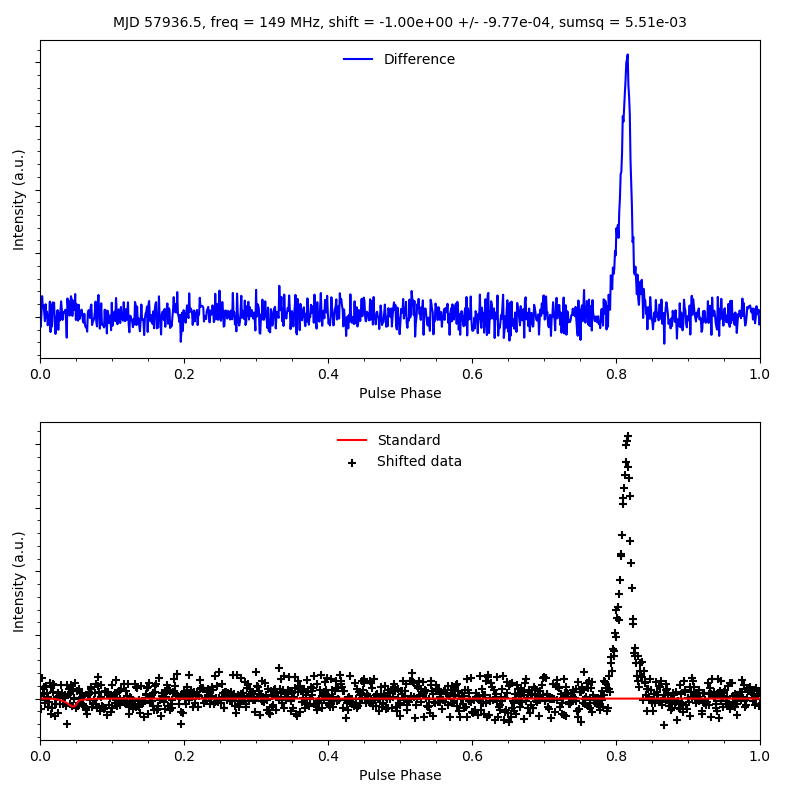 MJD 57936.5, freq = 149 MHz, shift = -1.00e+00 +/- -9.77e-04, sumsq = 5.51e-03
Difference
Intensity (a.u.)
0.0 0.2 0.4 0.6 0.8 1.0
Pulse Phase
Standard
Shifted data
Intensity (a.u.)
0.0 0.2 0.4 0.6 0.8 1.0
Pulse Phase